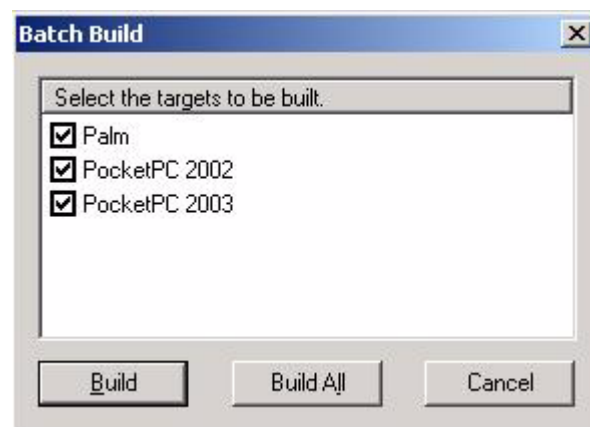 Batch Build
Select the targets to be built.
Palm
PocketPC 2002
PocketPC 2003
Build
Build All
Cancel